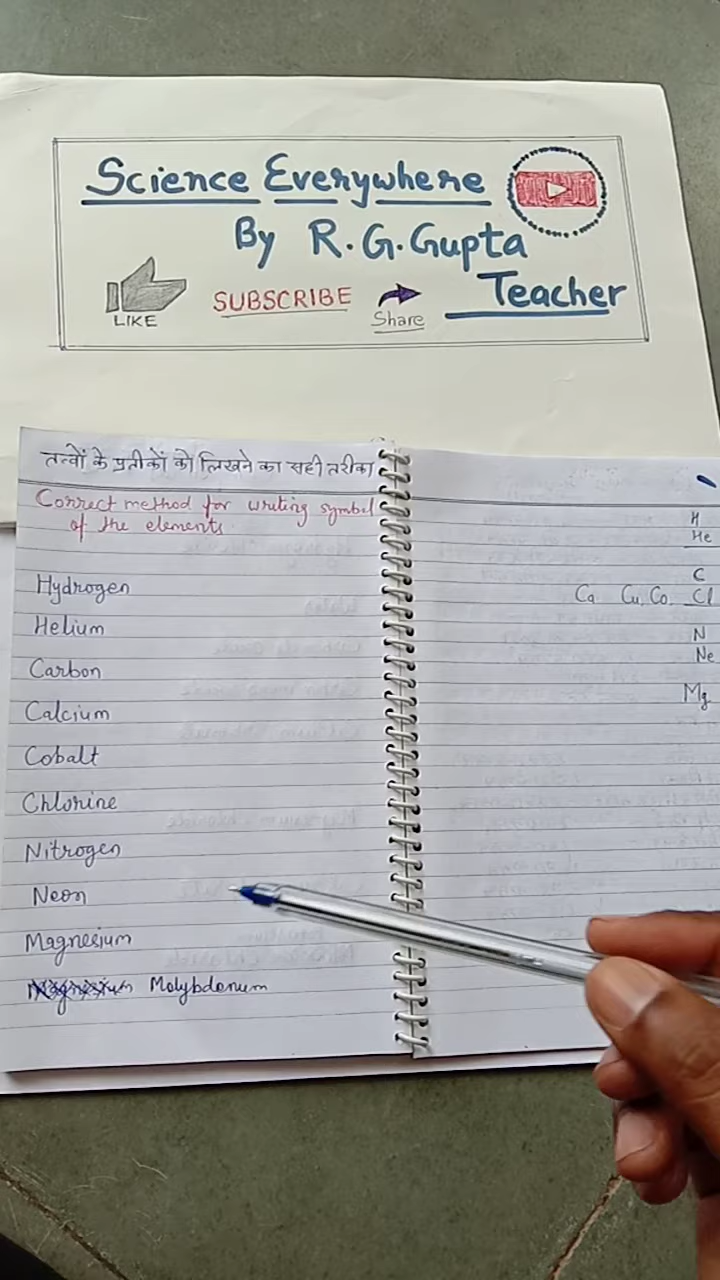 Science Everywhere
By R.G.Gupta
Teacher
LIKE
SUBSCRIBE
Share
तत्वों के प्रतीकों को लिखने का सही तरीका
Correct method for writing symbol
of the elements
Hydrogen
Helium
Carbon
Calcium
Cobalt
Chlorine
Nitrogen
Neon
Magnesium
Magnesium Molybdenum
H
He
C
Ca Cu, Co. Cl
N
Ne
Mg